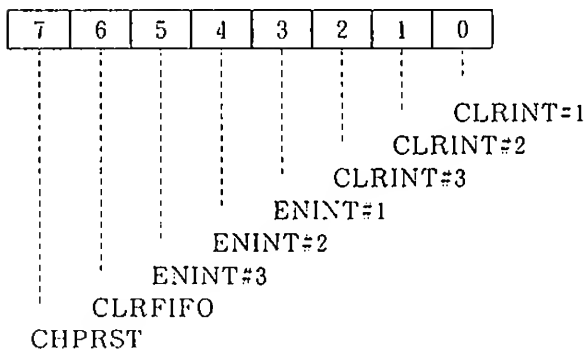 7 6 5 4 3 2 1 0
CLRINT#1
CLRINT#2
CLRINT#3
ENINT#1
ENINT#2
ENINT#3
CLRFIFO
CHPRST